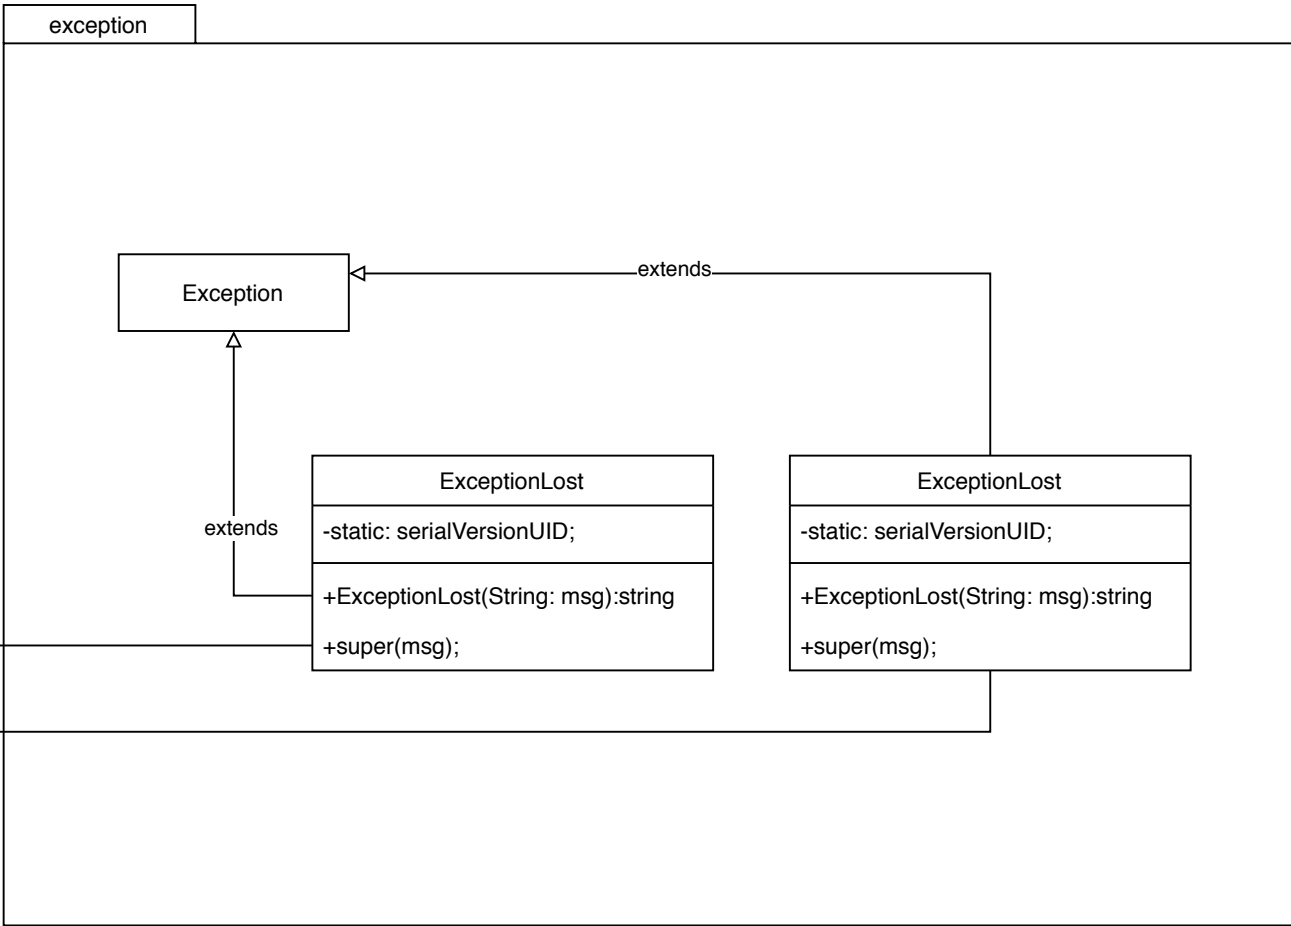 exception
extends
Exception
ExceptionLost
-static: serialVersionUID;
+ExceptionLost(String: msg):string
+super(msg);
ExceptionLost
-static: serialVersionUID;
+ExceptionLost(String: msg):string
+super(msg);
extends